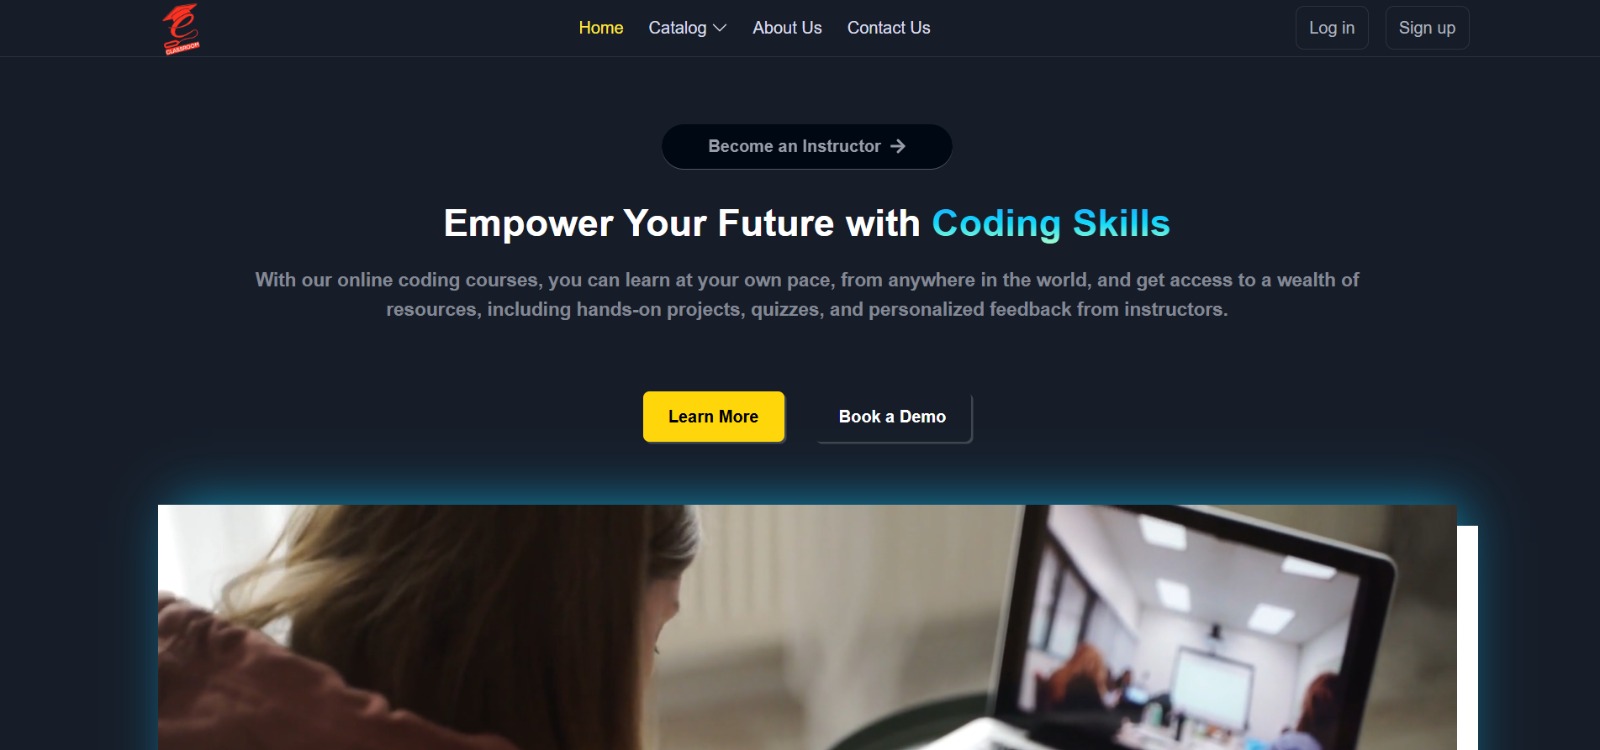 CLASSROOM
Home Catalog About Us Contact Us
Log in Sign up
Become an Instructor
Empower Your Future with Coding Skills
With our online coding courses, you can learn at your own pace, from anywhere in the world, and get access to a wealth of
resources, including hands-on projects, quizzes, and personalized feedback from instructors.
Learn More Book a Demo